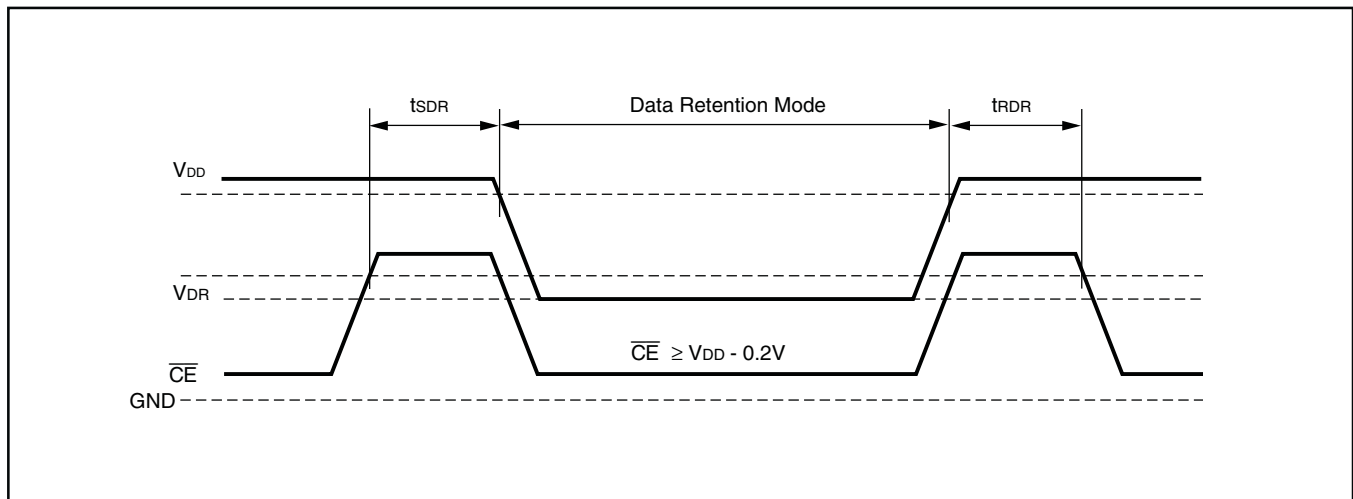 tSDR Data Retention Mode tRDR
VDD
VDR
CE ≥ VDD - 0.2V
CE
GND